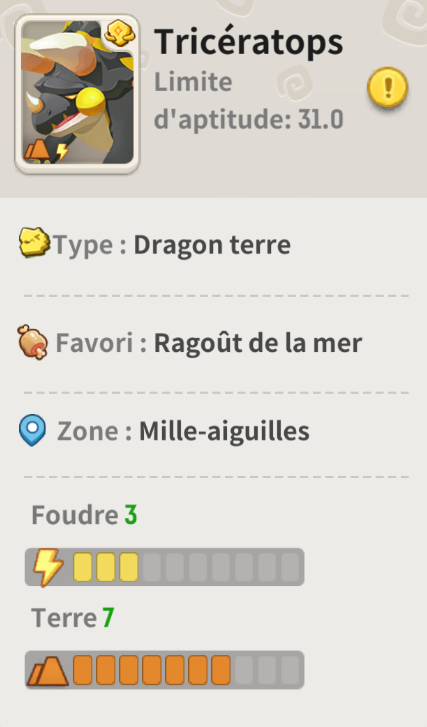 Tricératops
Limite
d'aptitude: 31.0
Type : Dragon terre
Favori : Ragoût de la mer
Zone : Mille-aiguilles
Foudre 3
Terre 7